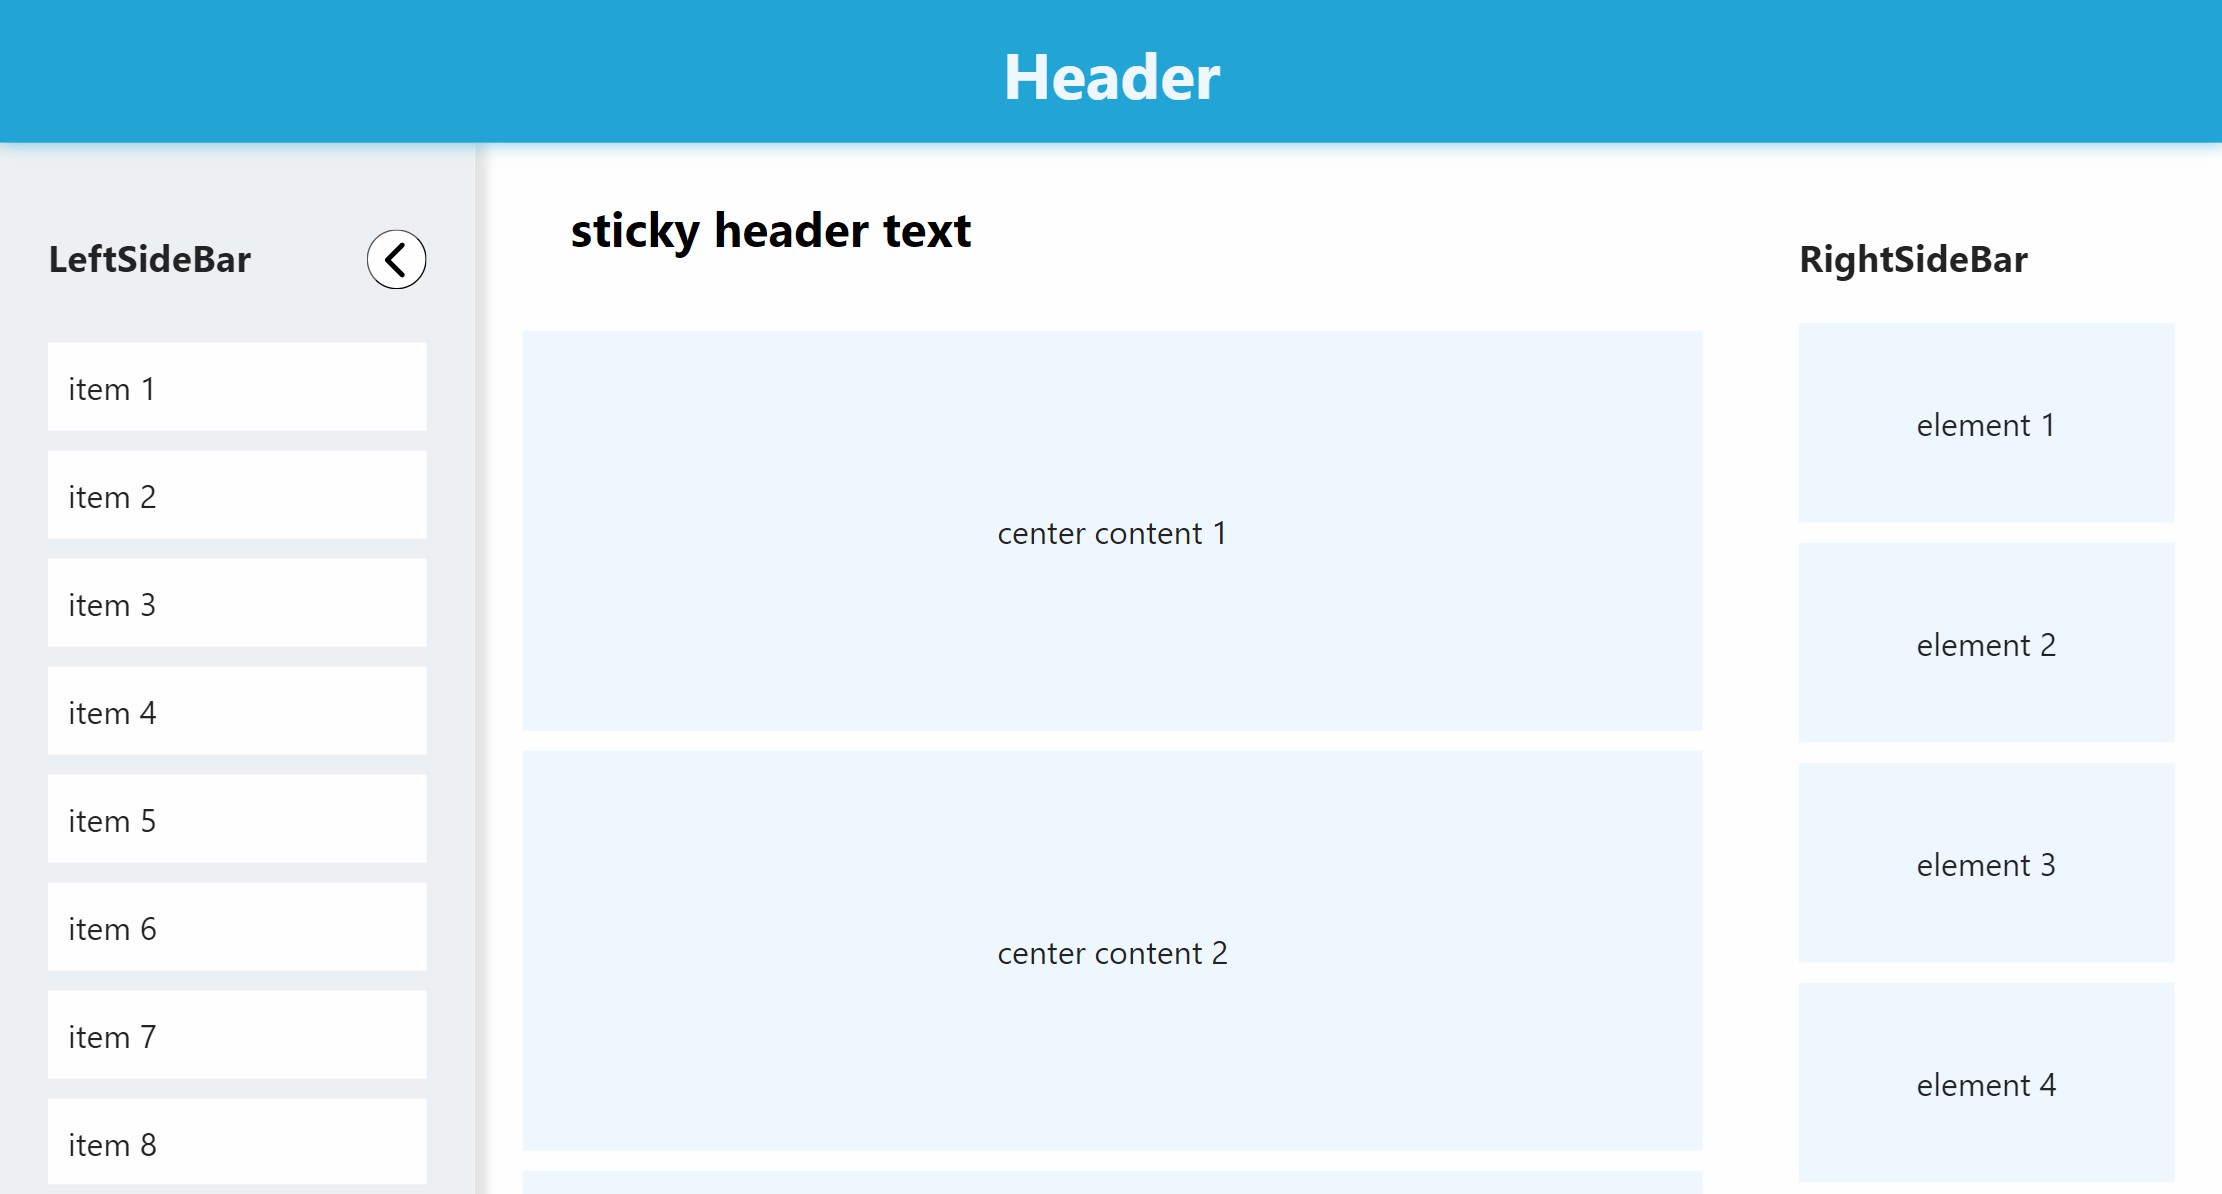 Header
LeftSideBar
item 1
item 2
item 3
item 4
item 5
item 6
item 7
item 8
sticky header text
center content 1
center content 2
RightSideBar
element 1
element 2
element 3
element 4